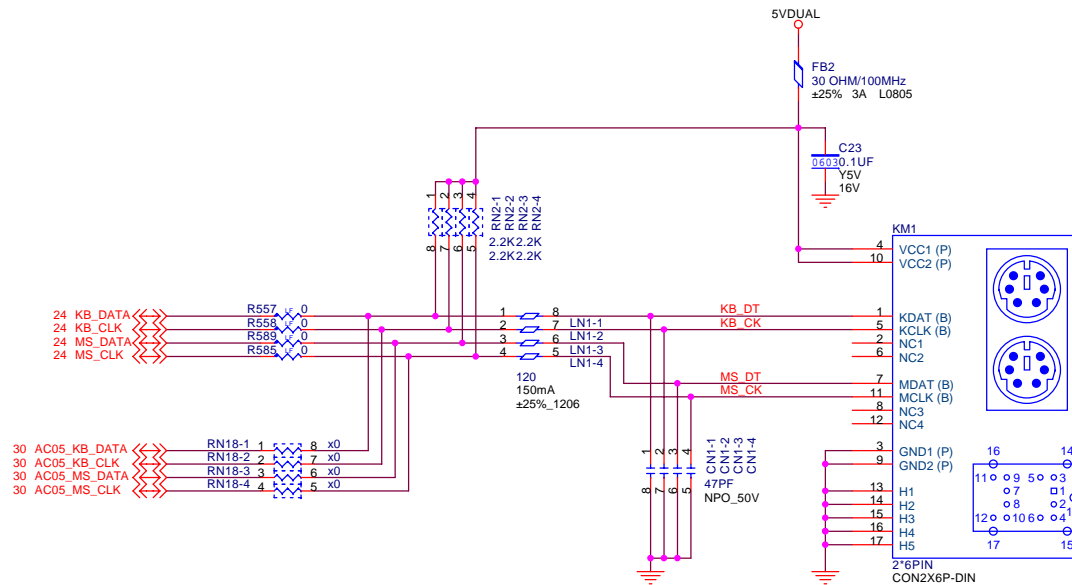 5VDUAL
FB2
30 OHM/100MHz
±25% 3A L0805
C23
0603 0.1UF
Y5V
16V
1 2 3 4
RN2-1
RN2-2
RN2-3
RN2-4
8 7 6 5
2.2K2.2K
2.2K2.2K
KM1
4 VCC1 (P)
10 VCC2 (P)
24 KB_DATA R557 LF 0 1 8 KB_DT 1 KDAT (B)
24 KB_CLK R558 LF 0 2 7 LN1-1 KB_CK 5 KCLK (B)
24 MS_DATA R589 LF 0 3 6 LN1-2 2 NC1
24 MS_CLK R585 LF 0 4 5 LN1-3 6 NC2
LN1-4
120
150mA
±25%_1206
MS_DT 7 MDAT (B)
MS_CK 11 MCLK (B)
8 NC3
12 NC4
30 AC05_KB_DATA RN18-1 1 8 x0
30 AC05_KB_CLK RN18-2 2 7 x0
30 AC05_MS_DATA RN18-3 3 6 x0
30 AC05_MS_CLK RN18-4 4 5 x0
1 2 3 4
CN1-1
CN1-2
CN1-3
CN1-4
8 7 6 5
47PF
NPO_50V
3 GND1 (P)
9 GND2 (P)
13 H1
14 H2
15 H3
16 H4
17 H5
16 14
11 9 5 3
7 1
8 2
12 10 6 4
17 15
2*6PIN
CON2X6P-DIN